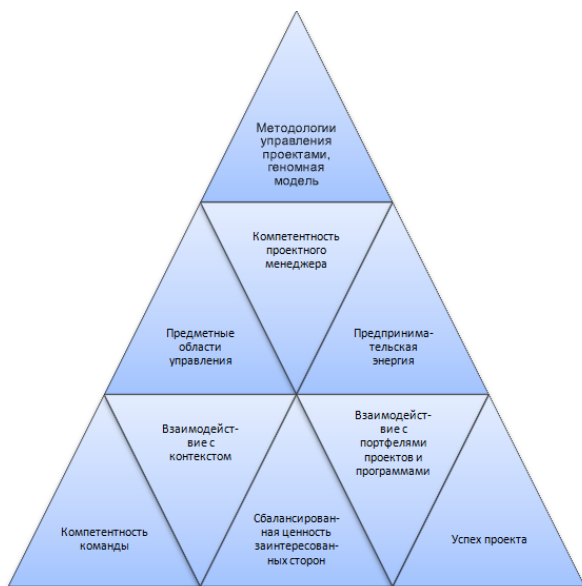 Методологии
управления
проектами,
геномная
модель
Компетентность
проектного
менеджера
Предметные
области
управления
Предпринима-
тельская
энергия
Взаимодейст-
вие с
контекстом
Взаимодейст-
вие с
портфелями
проектов и
программами
Компетентность
команды
Сбалансирован-
ная ценность
заинтересован-
ных сторон
Успех проекта